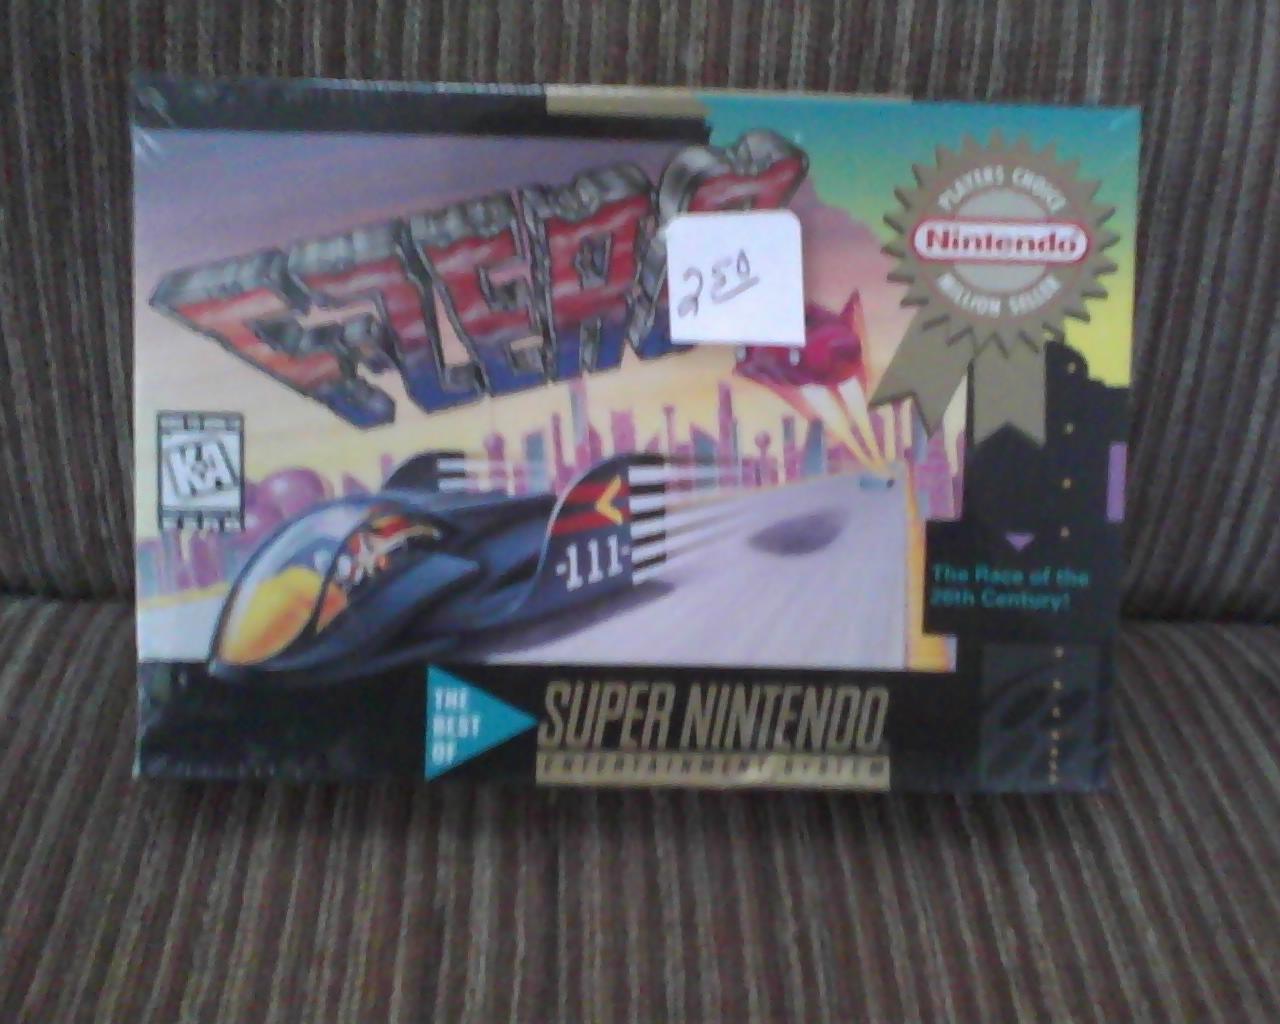 F-ZERO
PLAYERS CHOICE
Nintendo
MILLION SELLER
2 50
K-A
-111-
The Race of the
26th Century!
THE
BEST
OF
SUPER NINTENDO
ENTERTAINMENT SYSTEM